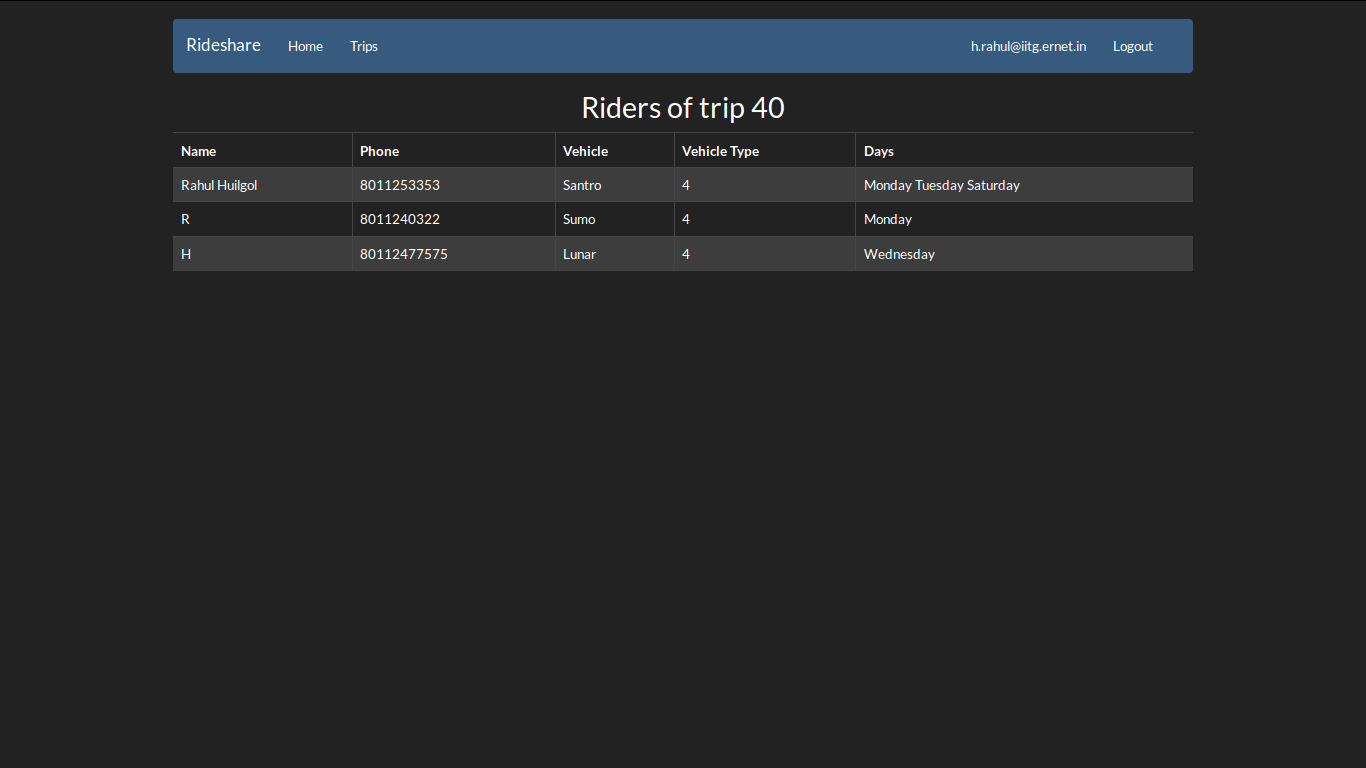 Rideshare Home Trips h.rahul@iitg.ernet.in Logout
Riders of trip 40
Name Phone Vehicle Vehicle Type Days
Rahul Huilgol 8011253353 Santro 4 Monday Tuesday Saturday
R 8011240322 Sumo 4 Monday
H 80112477575 Lunar 4 Wednesday